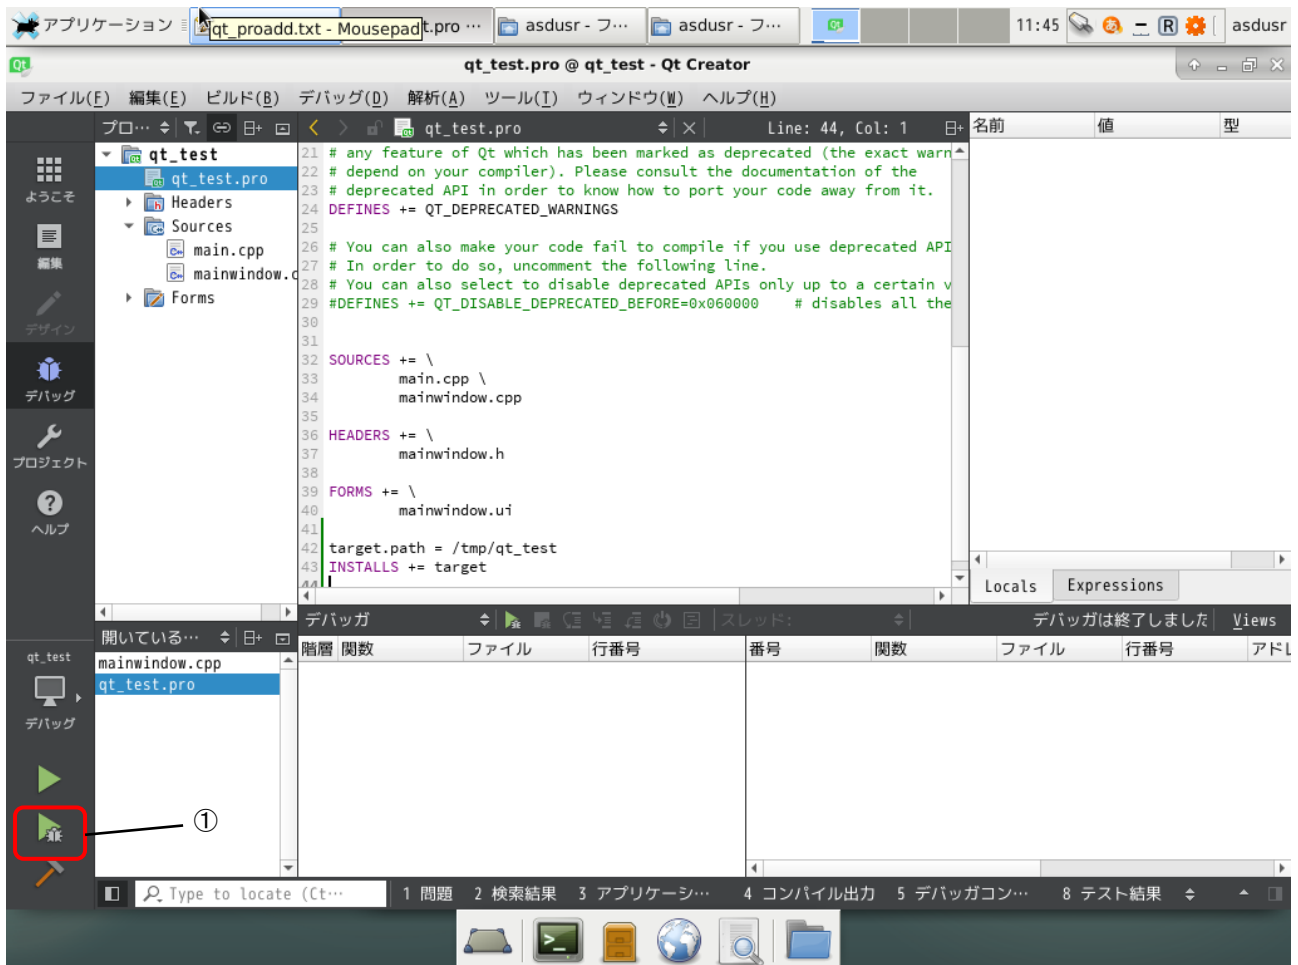 アプリケーション
qt_proadd.txt - Mousepad
t.pro ⋯
asdusr - フ⋯
asdusr - フ⋯
11:45
R
asdusr
qt_test.pro @ qt_test - Qt Creator
ファイル(F) 編集(E) ビルド(B) デバッグ(D) 解析(A) ツール(T) ウィンドウ(W) ヘルプ(H)
プロ⋯
qt_test.pro
Line: 44, Col: 1
名前 値 型
ようこそ
編集
デザイン
デバッグ
プロジェクト
ヘルプ
qt_test
qt_test.pro
Headers
Sources
main.cpp
mainwindow.c
Forms
21 # any feature of Qt which has been marked as deprecated (the exact warn
22 # depend on your compiler). Please consult the documentation of the
23 # deprecated API in order to know how to port your code away from it.
24 DEFINES += QT_DEPRECATED_WARNINGS
25
26 # You can also make your code fail to compile if you use deprecated API
27 # In order to do so, uncomment the following line.
28 # You can also select to disable deprecated APIs only up to a certain v
29 #DEFINES += QT_DISABLE_DEPRECATED_BEFORE=0x060000    # disables all the
30
31
32 SOURCES += \
33 main.cpp \
34 mainwindow.cpp
35
36 HEADERS += \
37 mainwindow.h
38
39 FORMS += \
40 mainwindow.ui
41
42 target.path = /tmp/qt_test
43 INSTALLS += target
44
Locals Expressions
デバッガ
スレッド:
デバッガは終了しました
Views
階層 関数 ファイル 行番号
番号 関数 ファイル 行番号
開いている⋯
mainwindow.cpp
qt_test.pro
qt_test
デバッグ
①
Type to locate (Ct⋯
1 問題 2 検索結果 3 アプリケーシ⋯ 4 コンパイル出力 5 デバッガコン⋯ 8 テスト結果